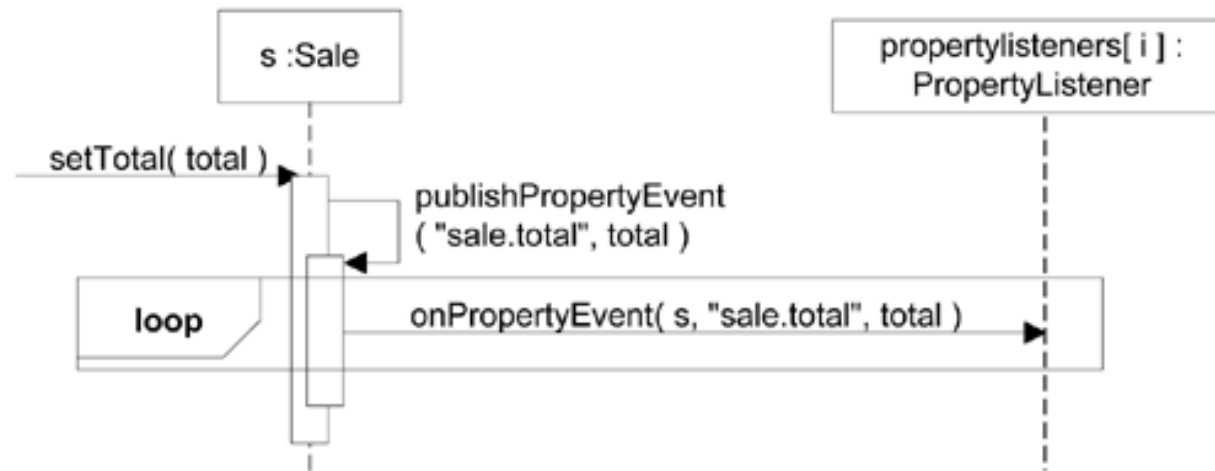 s :Sale
propertylisteners[ i ] :
PropertyListener
setTotal( total )
publishPropertyEvent
( "sale.total", total )
loop
onPropertyEvent( s, "sale.total", total )